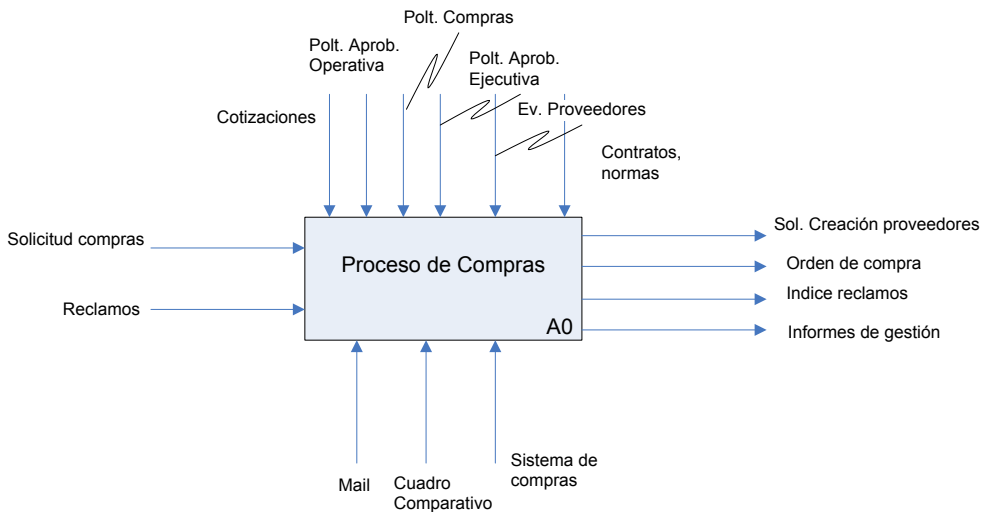 Polt. Compras
Polt. Aprob.
Operativa
Polt. Aprob.
Ejecutiva
Cotizaciones
Ev. Proveedores
Contratos,
normas
Solicitud compras
Reclamos
Proceso de Compras
A0
Sol. Creación proveedores
Orden de compra
Indice reclamos
Informes de gestión
Mail
Cuadro
Comparativo
Sistema de
compras